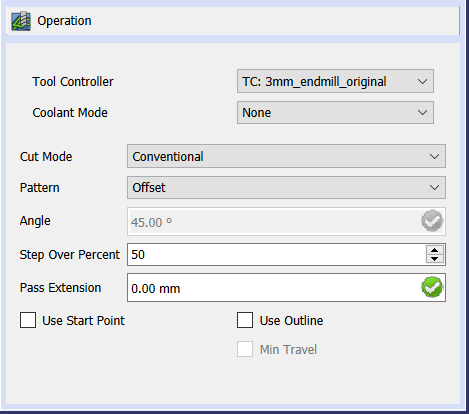 Operation
Tool Controller TC: 3mm_endmill_original
Coolant Mode None
Cut Mode Conventional
Pattern Offset
Angle 45.00 °
Step Over Percent 50
Pass Extension 0.00 mm
Use Start Point Use Outline
Min Travel